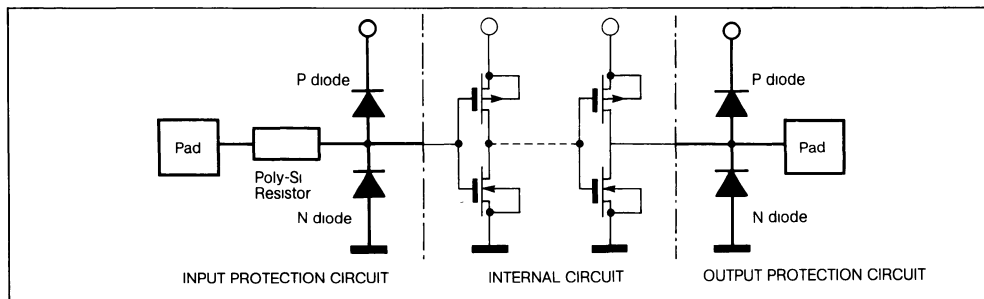 P diode
P diode
Pad
Pad
Poly-Si
Resistor
N diode
N diode
INPUT PROTECTION CIRCUIT
INTERNAL CIRCUIT
OUTPUT PROTECTION CIRCUIT